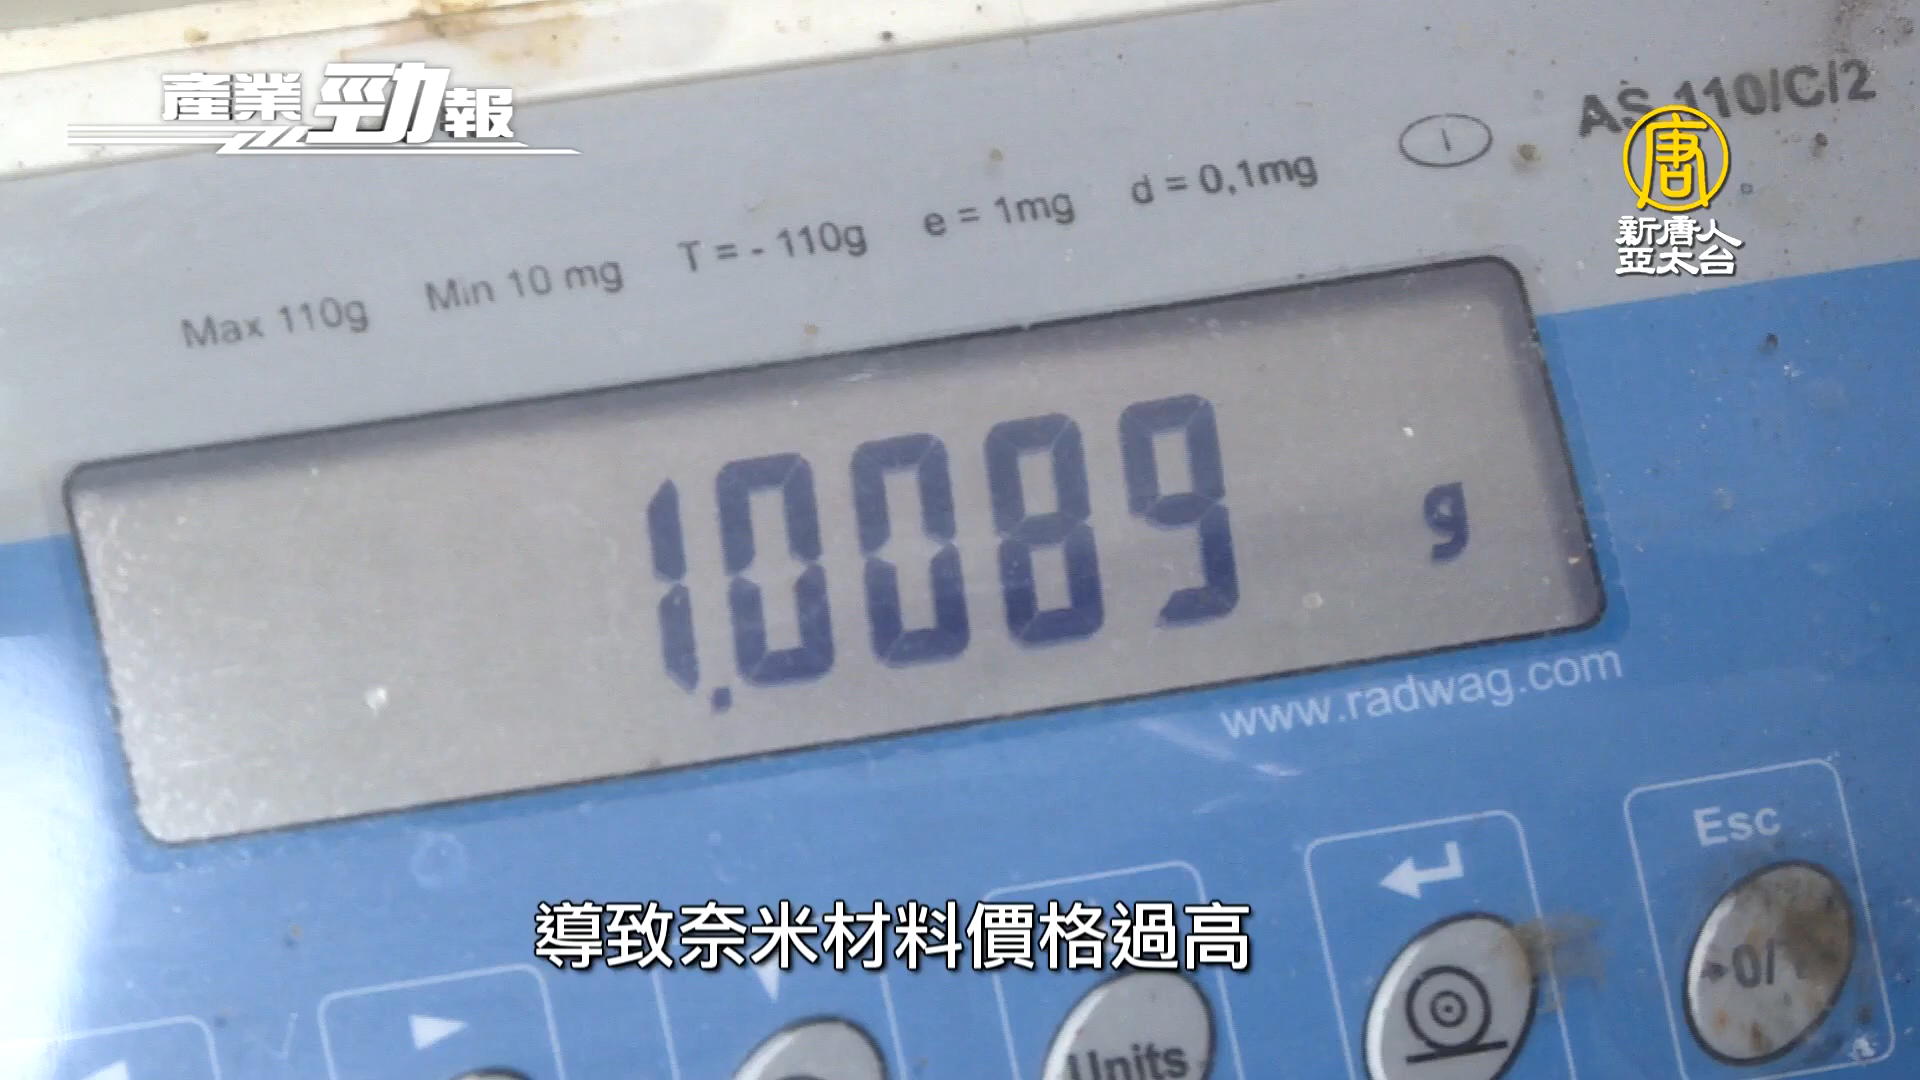 產業勁報
AS 110/C/2
唐
新唐人
亞太台
Max 110g Min 10 mg T = - 110g e = 1mg d = 0,1mg
1.0089 g
www.radwag.com
Esc
導致奈米材料價格過高
Units